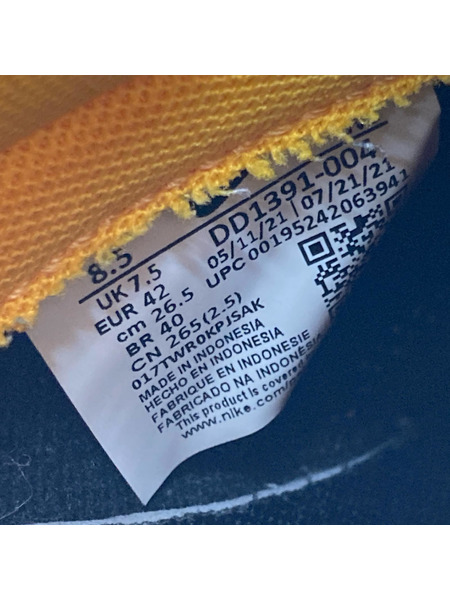 8.5
UK 7.5
EUR 42
cm 26.5
BR 40
CN 265(2.5)
017TWR0KPJSAK
MADE IN INDONESIA
HECHO EN INDONESIA
FABRIQUE EN INDONESIE
FABRICADO NA INDONÉSIA
This product is covered
www.nike.com/
DD1391-004
05/11/21 | 07/21/21
UPC 00195242063941